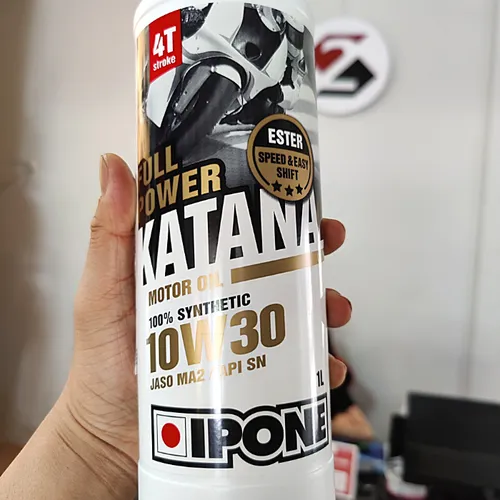 4T
stroke
ESTER
SPEED & EASY
SHIFT
FULL
POWER
KATANA
MOTOR OIL
100% SYNTHETIC
10W30
JASO MA2 / API SN
1L
IPONE